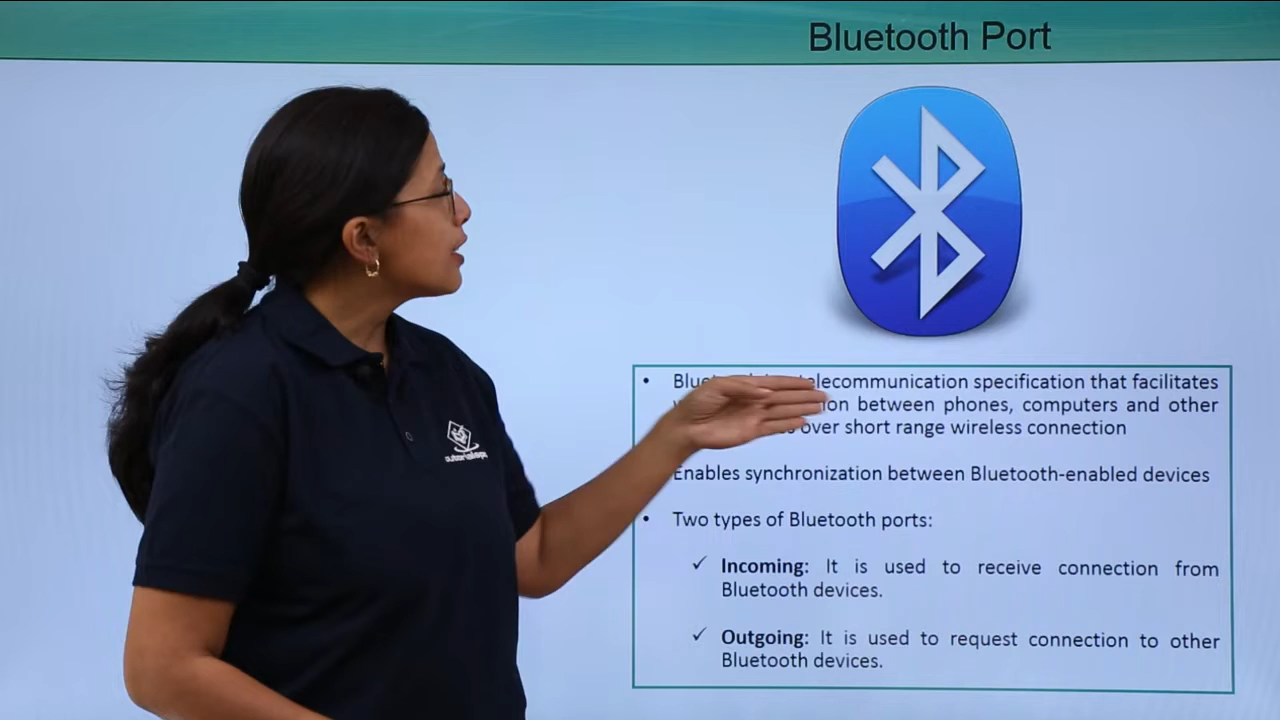 Bluetooth Port
• telecommunication specification that facilitates
between phones, computers and other
over short range wireless connection
Enables synchronization between Bluetooth-enabled devices
• Two types of Bluetooth ports:
✓ Incoming: It is used to receive connection from
Bluetooth devices.
✓ Outgoing: It is used to request connection to other
Bluetooth devices.